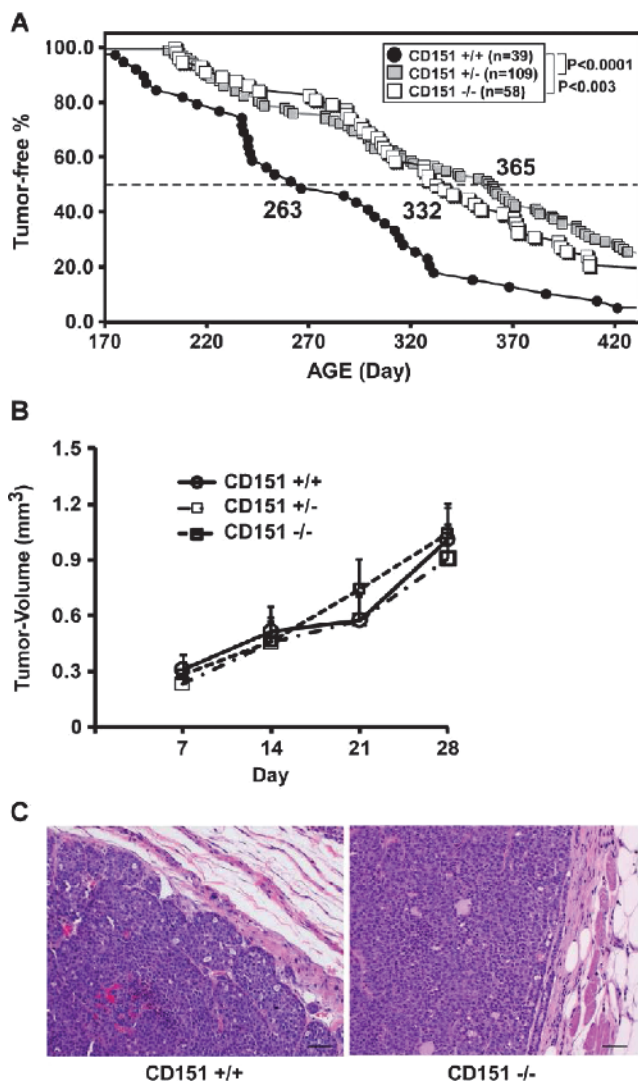 A
100.0
80.0
60.0
40.0
20.0
0.0
Tumor-free %
CD151 +/+ (n=39)
CD151 +/- (n=109)
CD151 -/- (n=58}
P<0.0001
P<0.003
263
332
365
170 220 270 320 370 420
AGE (Day)
B
1.5
1.2
0.9
0.6
0.3
0
Tumor-Volume (mm³)
CD151 +/+
CD151 +/-
CD151 -/-
7 14 21 28
Day
C
CD151 +/+ CD151 -/-